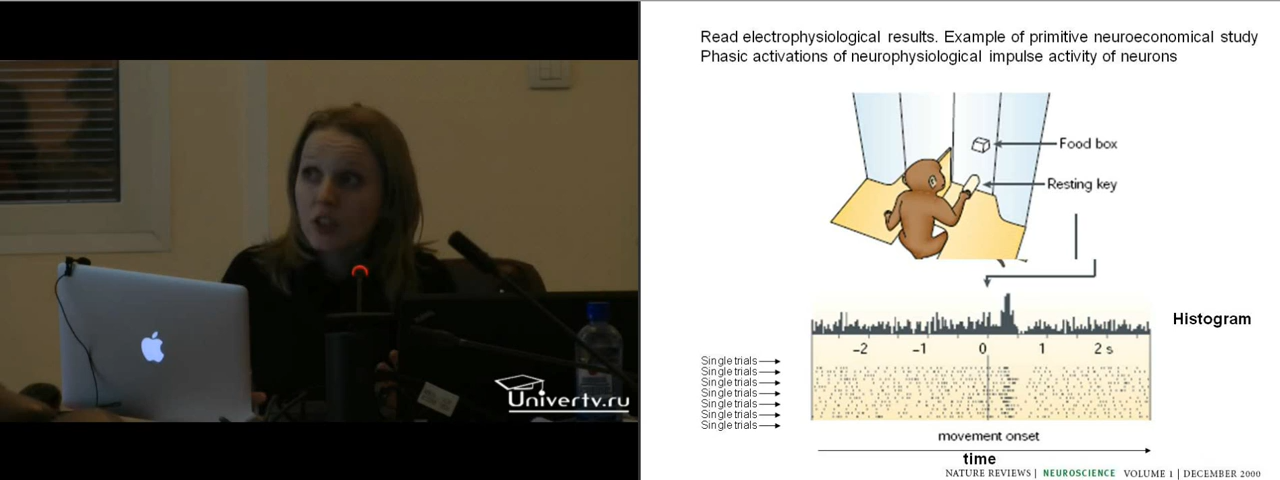 Read electrophysiological results. Example of primitive neuroeconomical study
Phasic activations of neurophysiological impulse activity of neurons
Food box
Resting key
Histogram
-2 -1 0 1 2 s
Single trials
Single trials
Single trials
Single trials
Single trials
Single trials
Single trials
movement onset
time
NATURE REVIEWS | NEUROSCIENCE VOLUME 1 | DECEMBER 2000
Univertv.ru